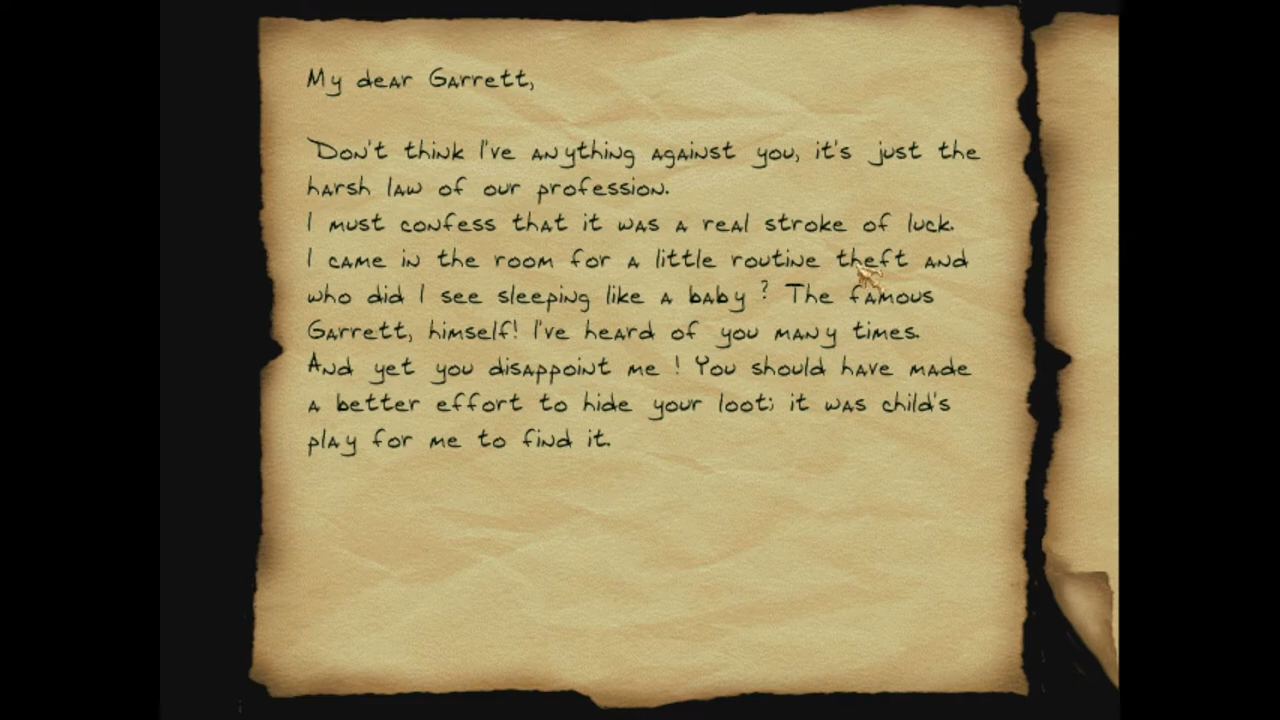 My dear Garrett,
Don't think I've anything against you, it's just the
harsh law of our profession.
I must confess that it was a real stroke of luck.
I came in the room for a little routine theft and
who did I see sleeping like a baby ? The famous
Garrett, himself! I've heard of you many times.
And yet you disappoint me ! You should have made
a better effort to hide your loot; it was child's
play for me to find it.